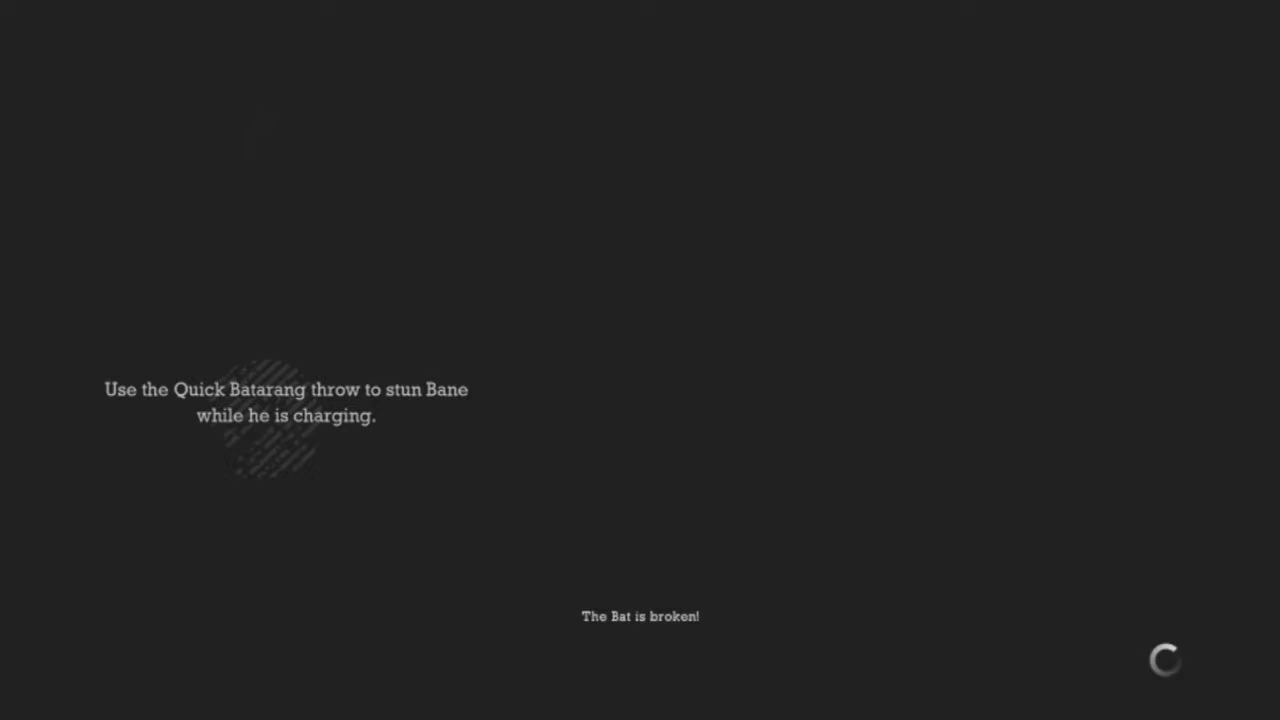 Use the Quick Batarang throw to stun Bane
while he is charging.
The Bat is broken!